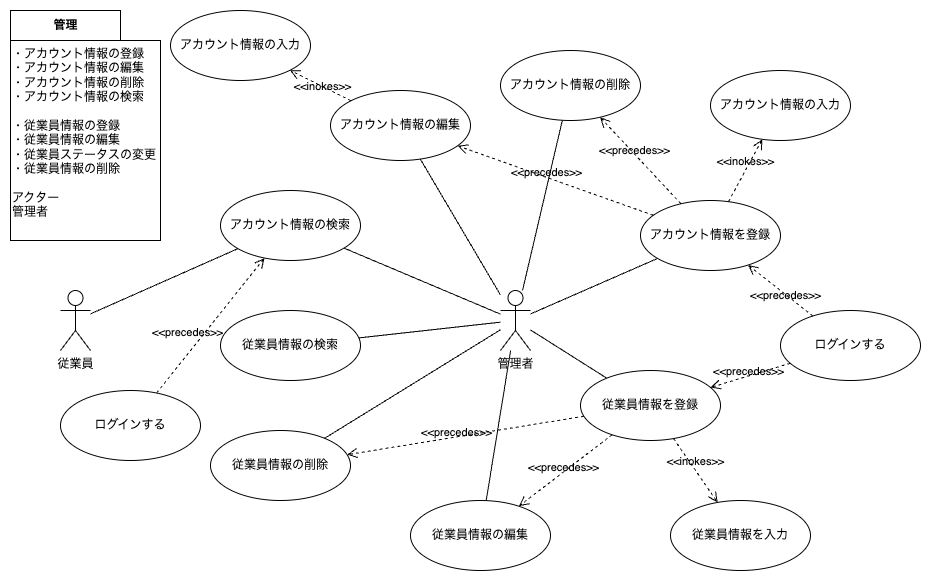 管理
・アカウント情報の登録
・アカウント情報の編集
・アカウント情報の削除
・アカウント情報の検索
・従業員情報の登録
・従業員情報の編集
・従業員ステータスの変更
・従業員情報の削除
アクター
管理者
アカウント情報の入力
<<inokes>>
アカウント情報の編集
アカウント情報の削除
アカウント情報の入力
<<precedes>>
<<inokes>>
<<precedes>>
アカウント情報の検索
アカウント情報を登録
<<precedes>>
従業員
<<precedes>>
従業員情報の検索
管理者
ログインする
<<precedes>>
従業員情報を登録
ログインする
<<precedes>>
従業員情報の削除
<<precedes>>
<<inokes>>
従業員情報の編集
従業員情報を入力